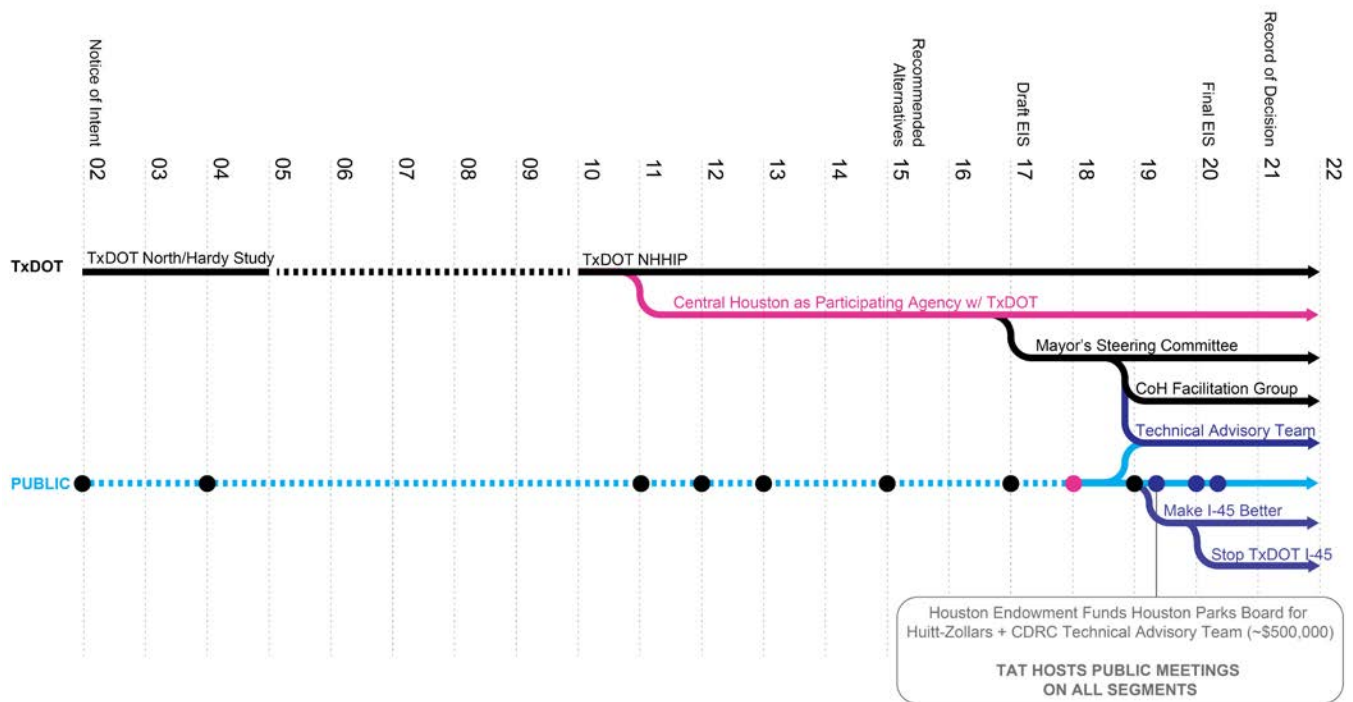 Notice of Intent
Recommended
Alternatives
Draft EIS
Final EIS
Record of Decision
02
03
04
05
06
07
08
09
10
11
12
13
14
15
16
17
18
19
20
21
22
TxDOT
TxDOT North/Hardy Study
TxDOT NHHIP
Central Houston as Participating Agency w/ TxDOT
Mayor's Steering Committee
CoH Facilitation Group
Technical Advisory Team
PUBLIC
Make I-45 Better
Stop TxDOT I-45
Houston Endowment Funds Houston Parks Board for
Huitt-Zollars + CDRC Technical Advisory Team (~$500,000)
TAT HOSTS PUBLIC MEETINGS
ON ALL SEGMENTS